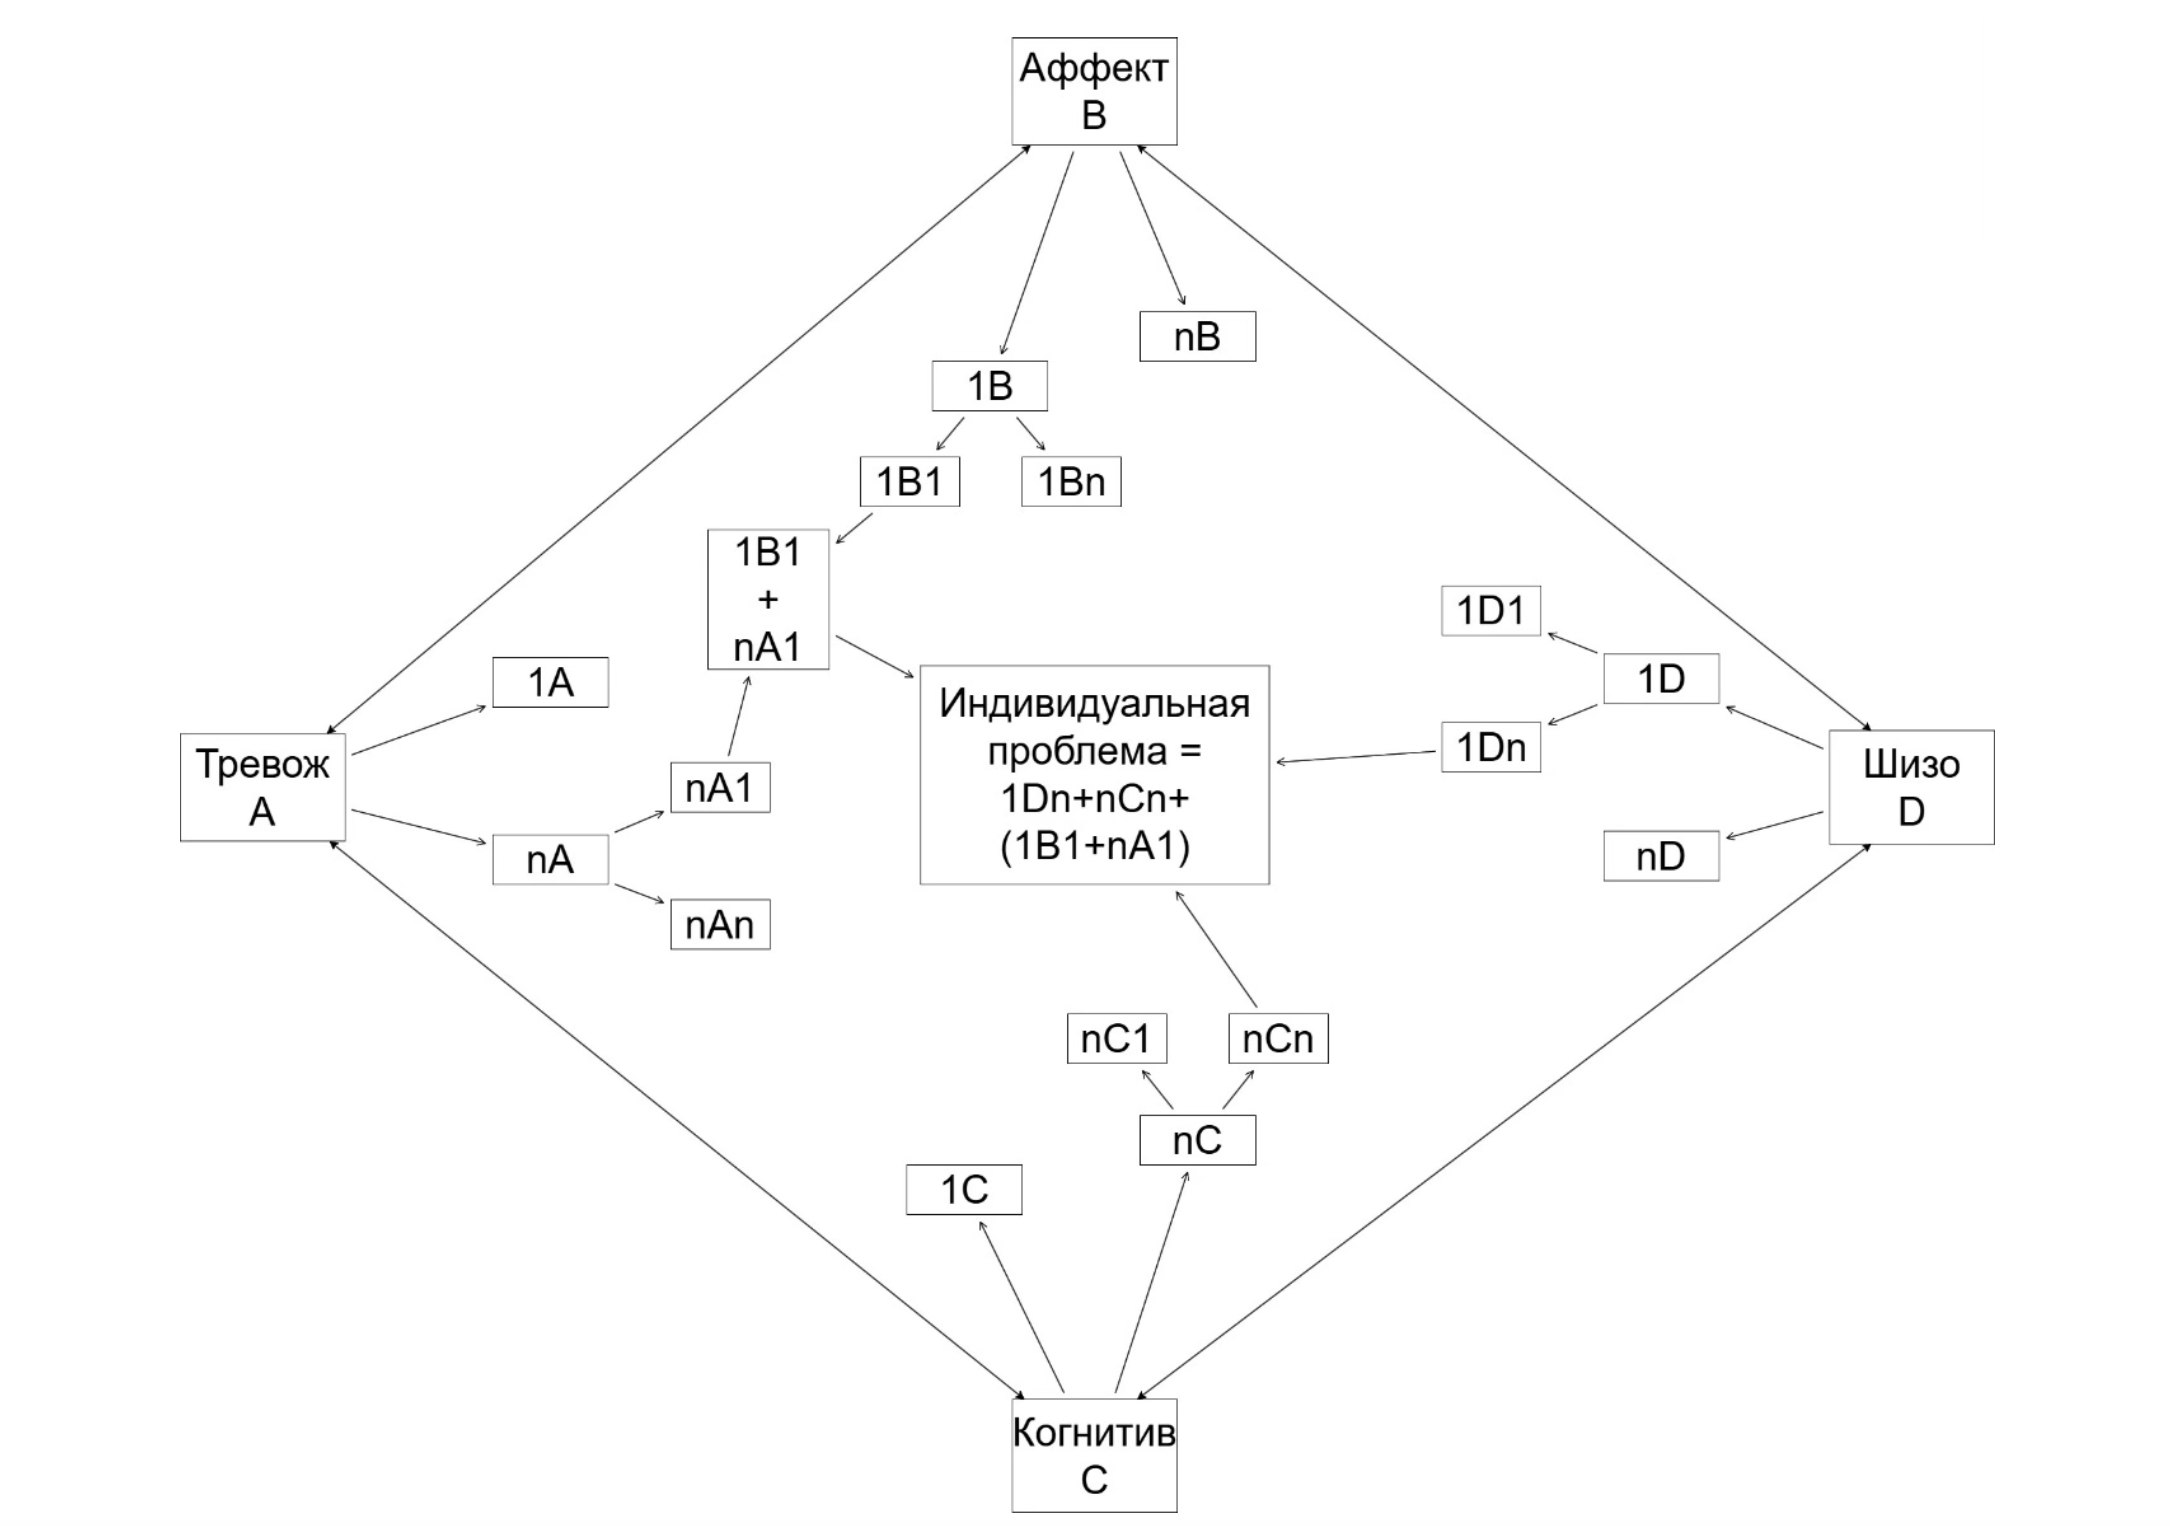 Аффект
B
nB
1B
1B1
1Bn
1B1
+
nA1
1D1
1A
1D
Индивидуальная
проблема =
1Dn+nCn+
(1B1+nA1)
1Dn
Тревож
A
Шизо
D
nA1
nA
nD
nAn
nC1
nCn
nC
1C
Когнитив
C